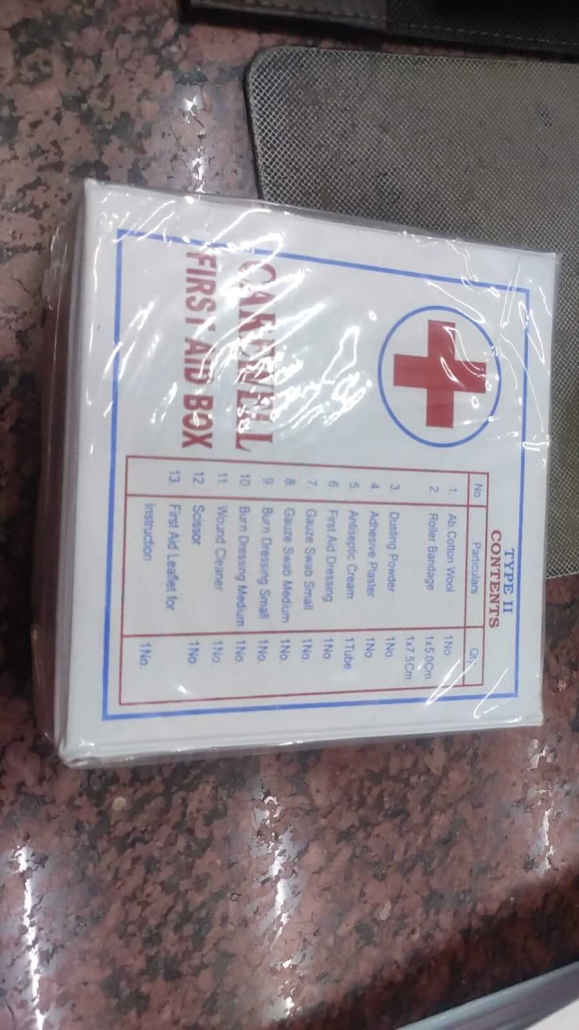 CAREWELL
FIRST AID BOX
TYPE II
CONTENTS
No. Particulars Qty.
1. Ab.Cotton Wool 1No.
2. Roller Bandage 1x5.0Cm
1x7.5Cm
3. Dusting Powder 1No.
4. Adhesive Plaster 1No.
5. Antiseptic Cream 1Tube
6. First Aid Dressing 1No.
7. Gauze Swab Small 1No.
8. Gauze Swab Medium 1No.
9. Burn Dressing Small 1No.
10. Burn Dressing Medium 1No.
11. Wound Cleaner 1No.
12. Scissor 1No.
13. First Aid Leaflet for
Instruction 1No.